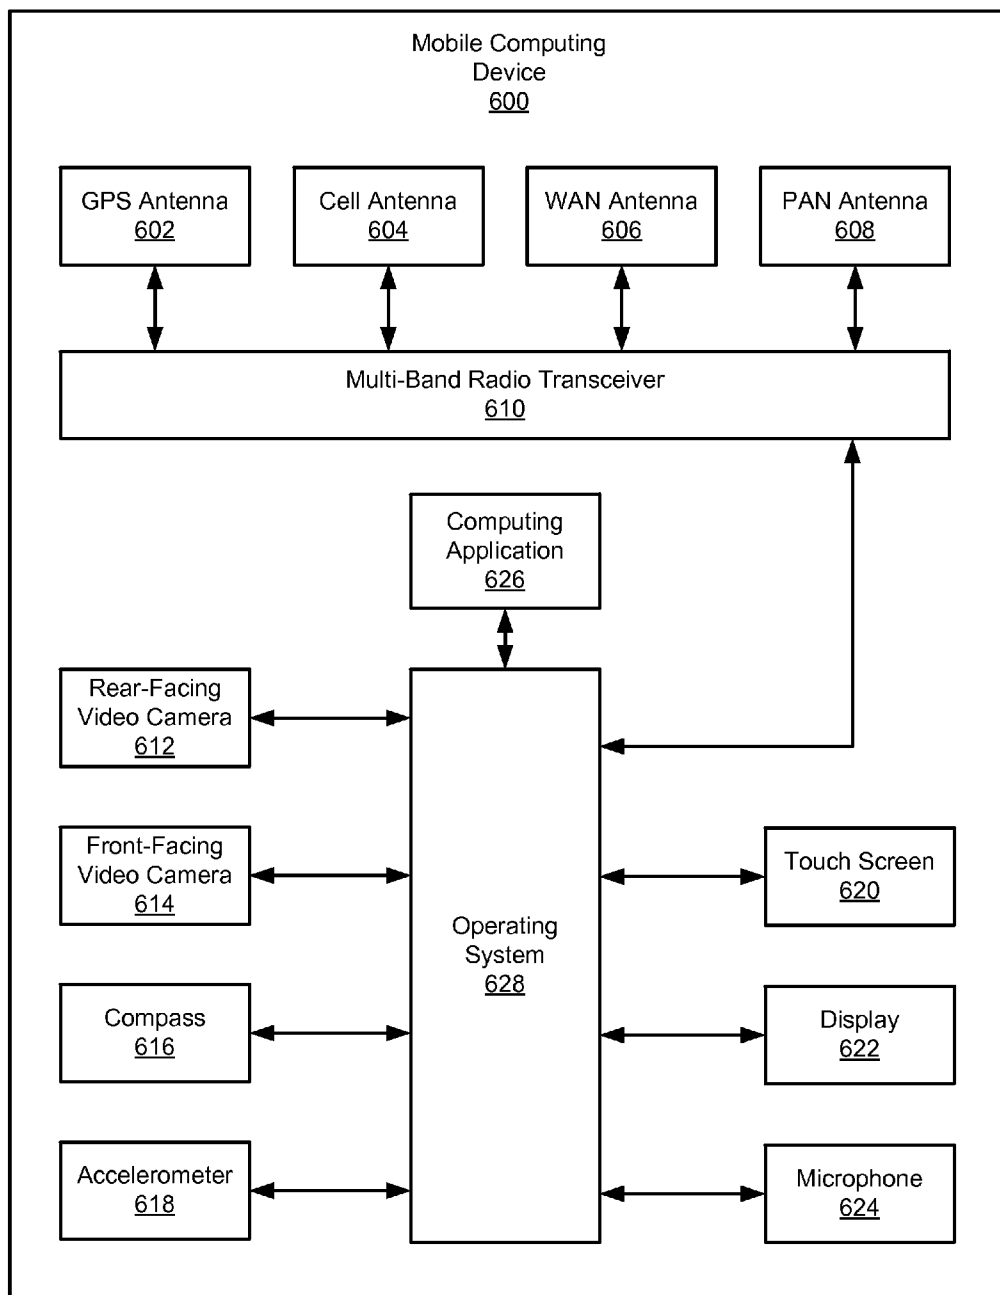 Mobile Computing
Device
600
GPS Antenna
602
Cell Antenna
604
WAN Antenna
606
PAN Antenna
608
Multi-Band Radio Transceiver
610
Computing
Application
626
Rear-Facing
Video Camera
612
Front-Facing
Video Camera
614
Compass
616
Accelerometer
618
Operating
System
628
Touch Screen
620
Display
622
Microphone
624